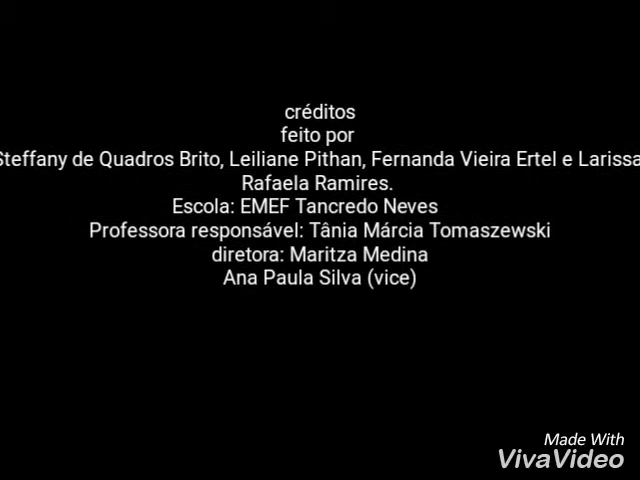 créditos
feito por
Steffany de Quadros Brito, Leiliane Pithan, Fernanda Vieira Ertel e Larissa
Rafaela Ramires.
Escola: EMEF Tancredo Neves
Professora responsável: Tânia Márcia Tomaszewski
diretora: Maritza Medina
Ana Paula Silva (vice)
Made With
VivaVideo